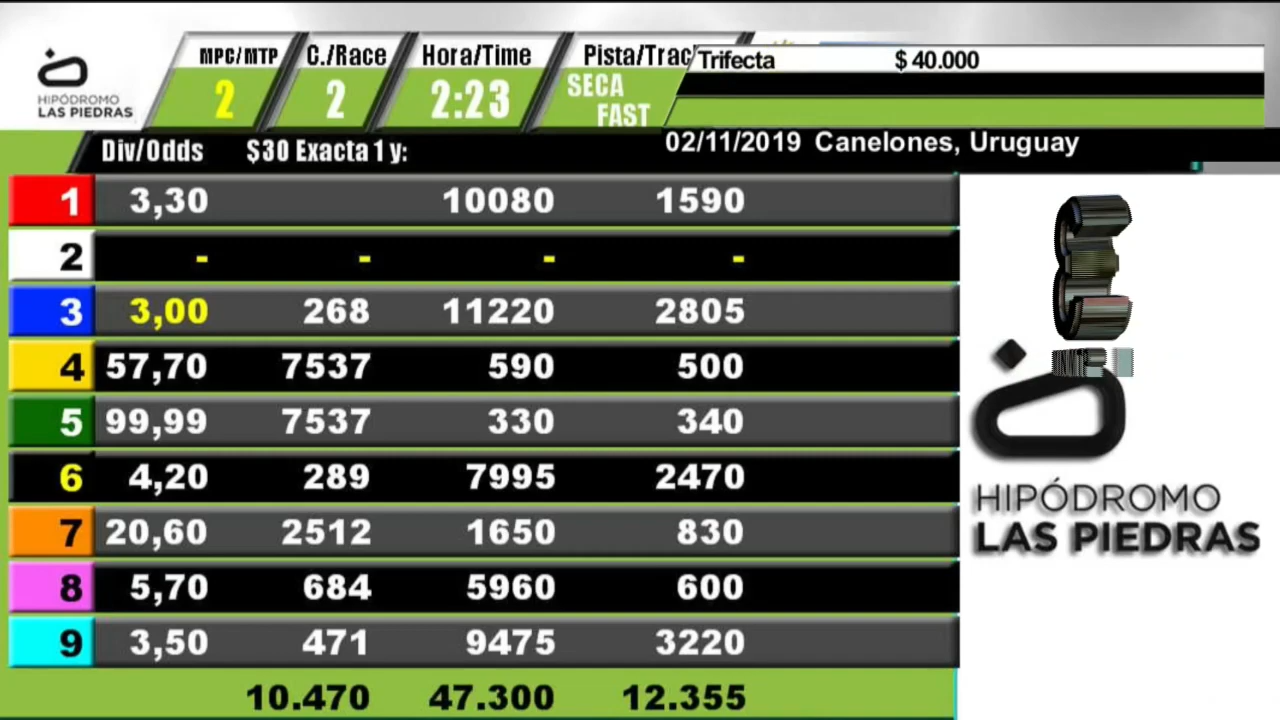 HIPÓDROMO
LAS PIEDRAS
MPC/MTP C./Race Hora/Time Pista/Trac
2 2 2:23 SECA
FAST
Trifecta $ 40.000
02/11/2019 Canelones, Uruguay
Div/Odds $30 Exacta 1 y:
1 3,30 10080 1590
2 - - - -
3 3,00 268 11220 2805
4 57,70 7537 590 500
5 99,99 7537 330 340
6 4,20 289 7995 2470
7 20,60 2512 1650 830
8 5,70 684 5960 600
9 3,50 471 9475 3220
10.470 47.300 12.355
HIPÓDROMO
LAS PIEDRAS